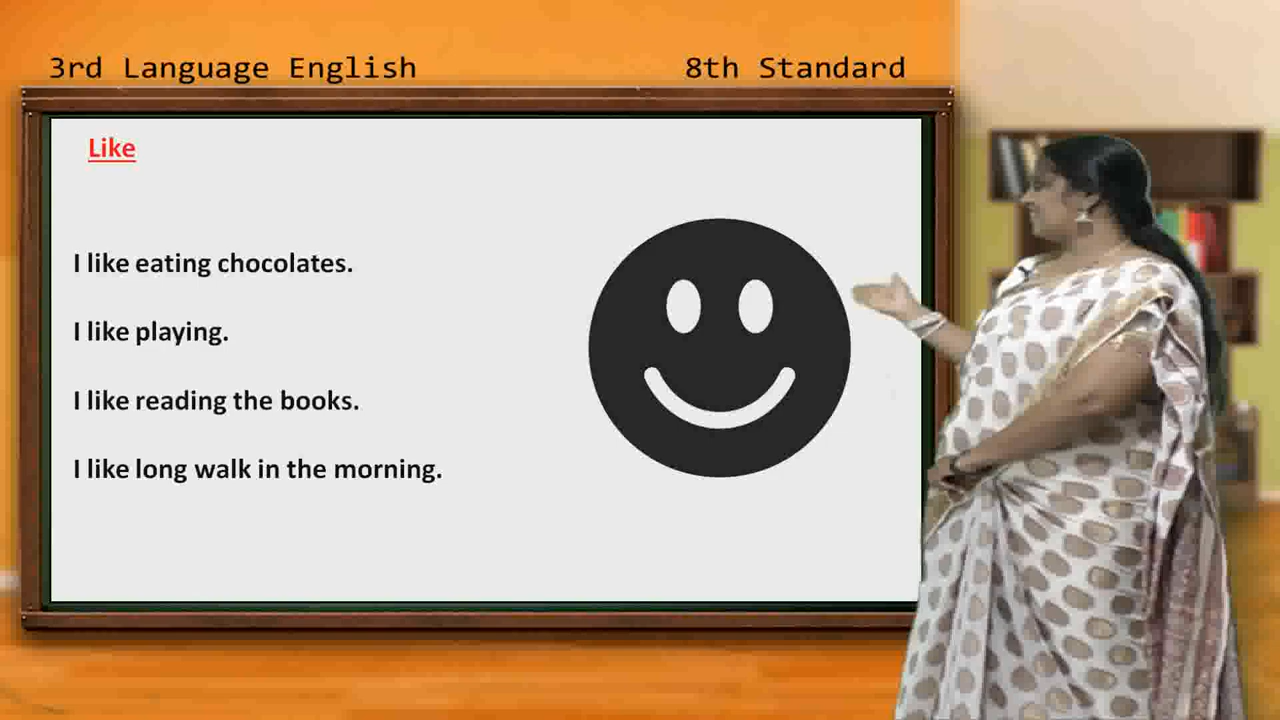 3rd Language English 8th Standard
Like
I like eating chocolates.
I like playing.
I like reading the books.
I like long walk in the morning.